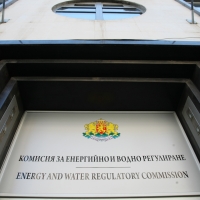 КОМИСИЯ ЗА ЕНЕРГИЙНО И ВОДНО РЕГУЛИРАНЕ
ENERGY AND WATER REGULATORY COMMISSION